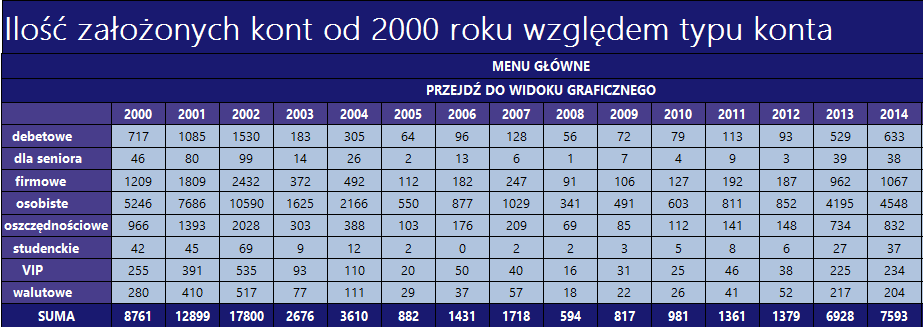 Ilość założonych kont od 2000 roku względem typu konta
MENU GŁÓWNE
PRZEJDŹ DO WIDOKU GRAFICZNEGO
2000 2001 2002 2003 2004 2005 2006 2007 2008 2009 2010 2011 2012 2013 2014
debetowe 717 1085 1530 183 305 64 96 128 56 72 79 113 93 529 633
dla seniora 46 80 99 14 26 2 13 6 1 7 4 9 3 39 38
firmowe 1209 1809 2432 372 492 112 182 247 91 106 127 192 187 962 1067
osobiste 5246 7686 10590 1625 2166 550 877 1029 341 491 603 811 852 4195 4548
oszczędnościowe 966 1393 2028 303 388 103 176 209 69 85 112 141 148 734 832
studenckie 42 45 69 9 12 2 0 2 2 3 5 8 6 27 37
VIP 255 391 535 93 110 20 50 40 16 31 25 46 38 225 234
walutowe 280 410 517 77 111 29 37 57 18 22 26 41 52 217 204
SUMA 8761 12899 17800 2676 3610 882 1431 1718 594 817 981 1361 1379 6928 7593